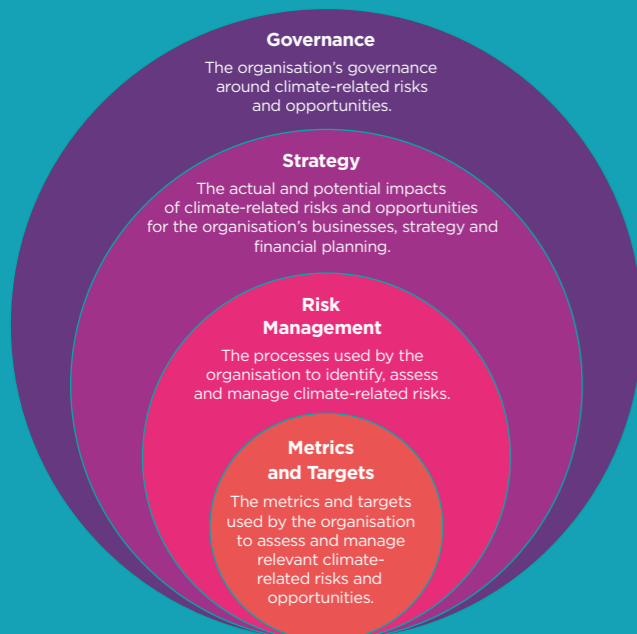 Governance
The organisation’s governance
around climate-related risks
and opportunities.
Strategy
The actual and potential impacts
of climate-related risks and opportunities
for the organisation’s businesses, strategy and
financial planning.
Risk
Management
The processes used by the
organisation to identify, assess
and manage climate-related risks.
Metrics
and Targets
The metrics and targets
used by the organisation
to assess and manage
relevant climate-
related risks and
opportunities.